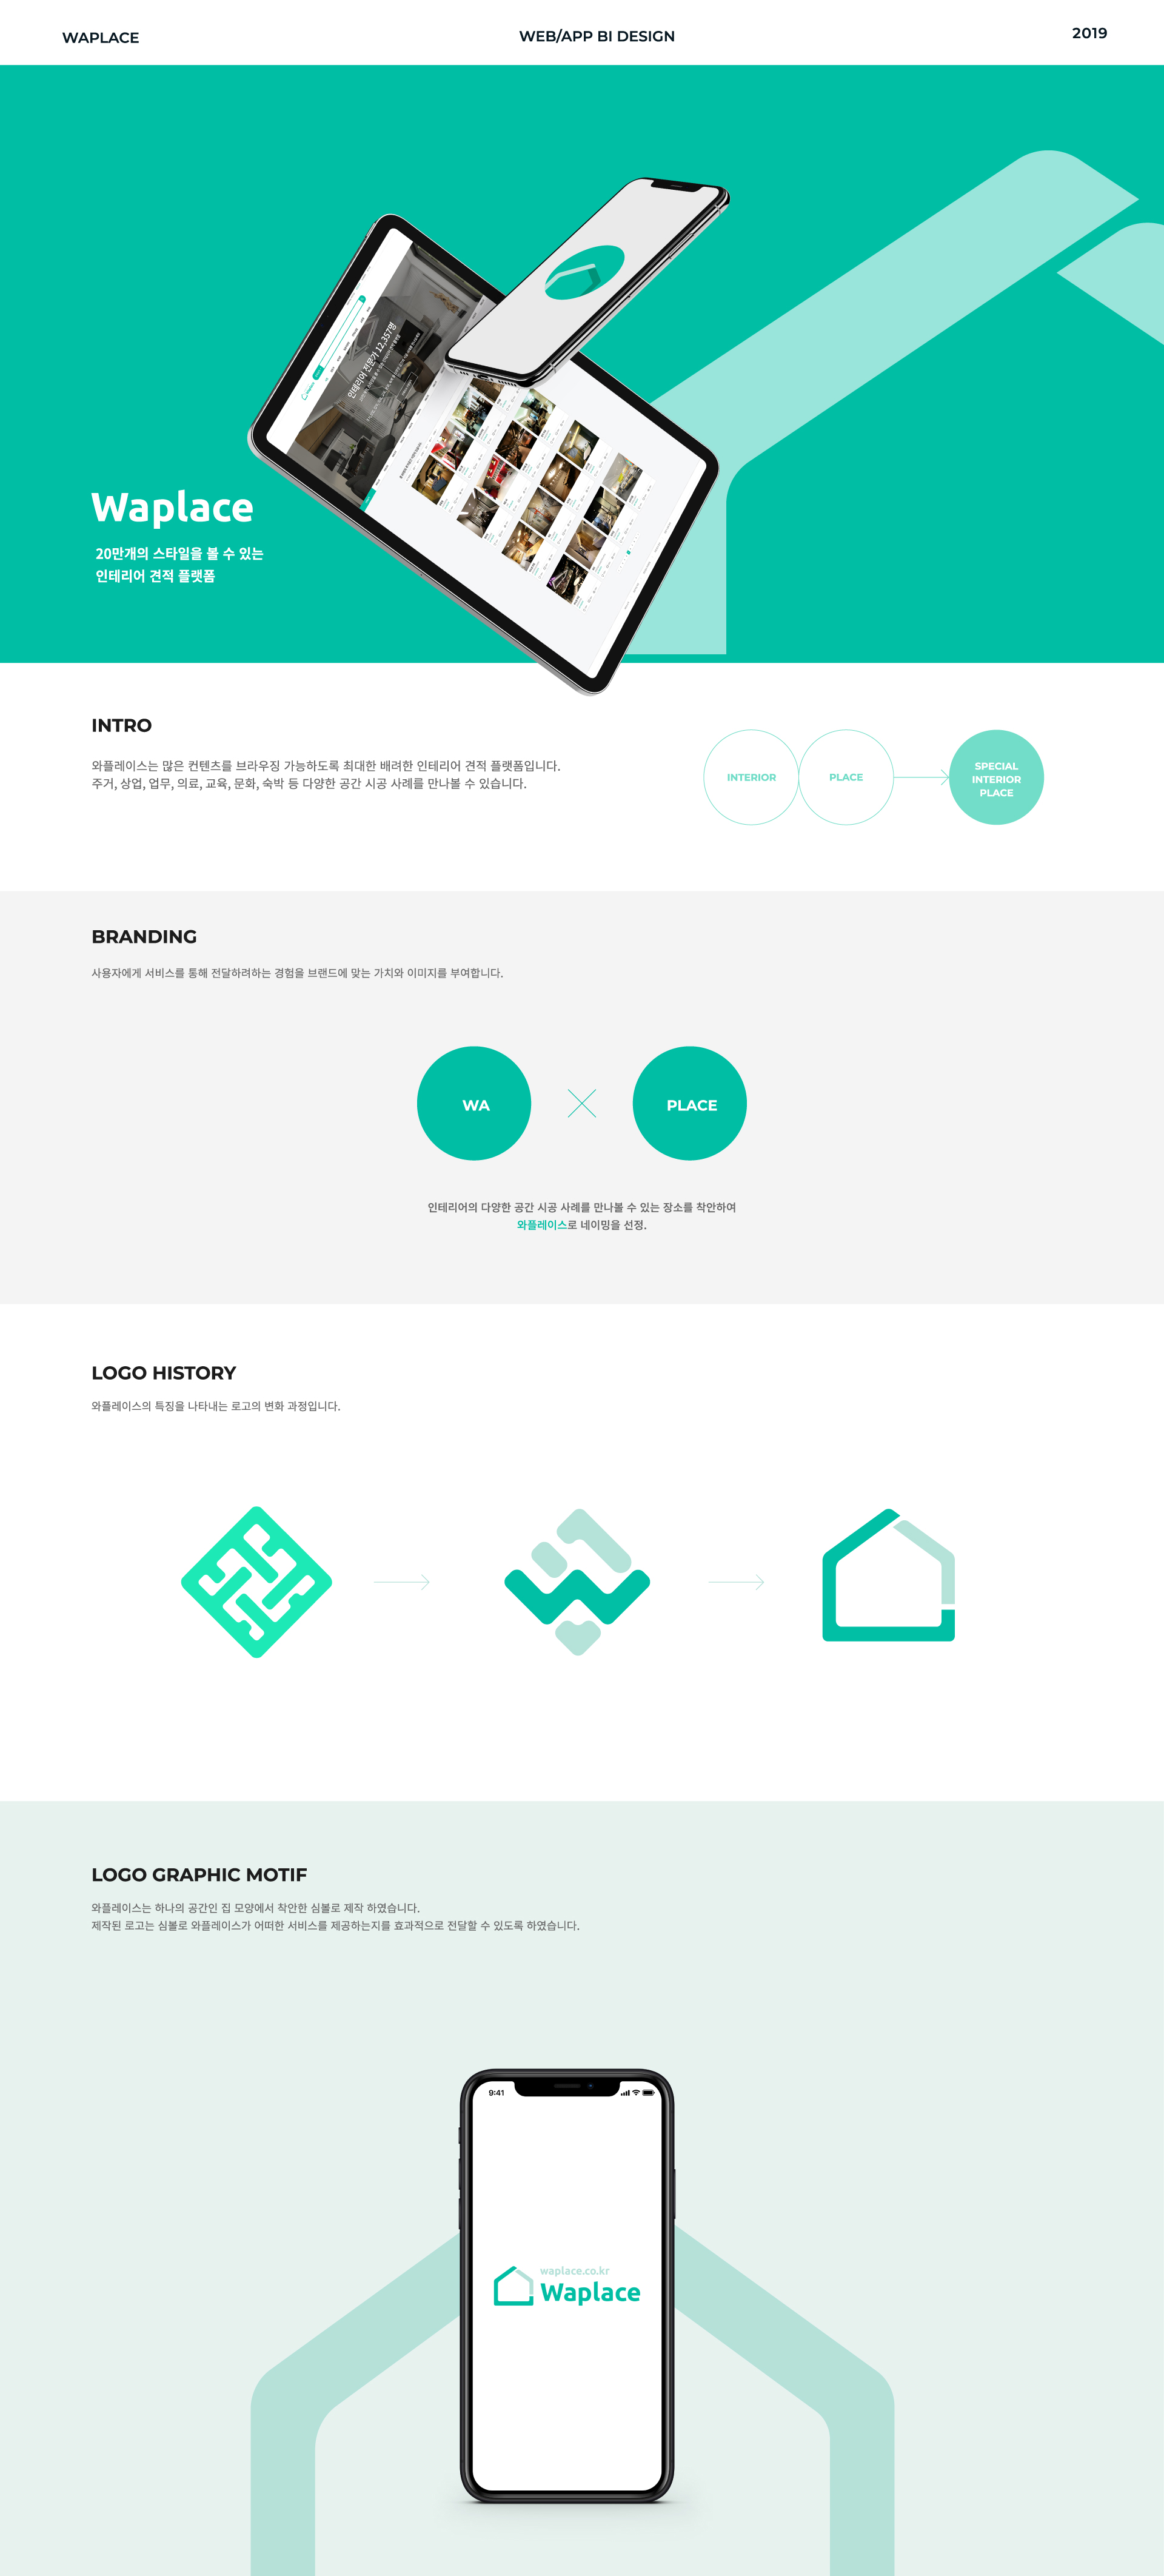 WAPLACE
WEB/APP BI DESIGN
2019
인테리어 전문가 12,357명
Waplace
20만개의 스타일을 볼 수 있는
인테리어 견적 플랫폼
INTRO
와플레이스는 많은 컨텐츠를 브라우징 가능하도록 최대한 배려한 인테리어 견적 플랫폼입니다.
주거, 상업, 업무, 의료, 교육, 문화, 숙박 등 다양한 공간 시공 사례를 만나볼 수 있습니다.
INTERIOR
PLACE
SPECIAL
INTERIOR
PLACE
BRANDING
사용자에게 서비스를 통해 전달하려하는 경험을 브랜드에 맞는 가치와 이미지를 부여합니다.
WA
PLACE
인테리어의 다양한 공간 시공 사례를 만나볼 수 있는 장소를 착안하여
와플레이스로 네이밍을 선정.
LOGO HISTORY
와플레이스의 특징을 나타내는 로고의 변화 과정입니다.
LOGO GRAPHIC MOTIF
와플레이스는 하나의 공간인 집 모양에서 착안한 심볼로 제작 하였습니다.
제작된 로고는 심볼로 와플레이스가 어떠한 서비스를 제공하는지를 효과적으로 전달할 수 있도록 하였습니다.
9:41
waplace.co.kr
Waplace